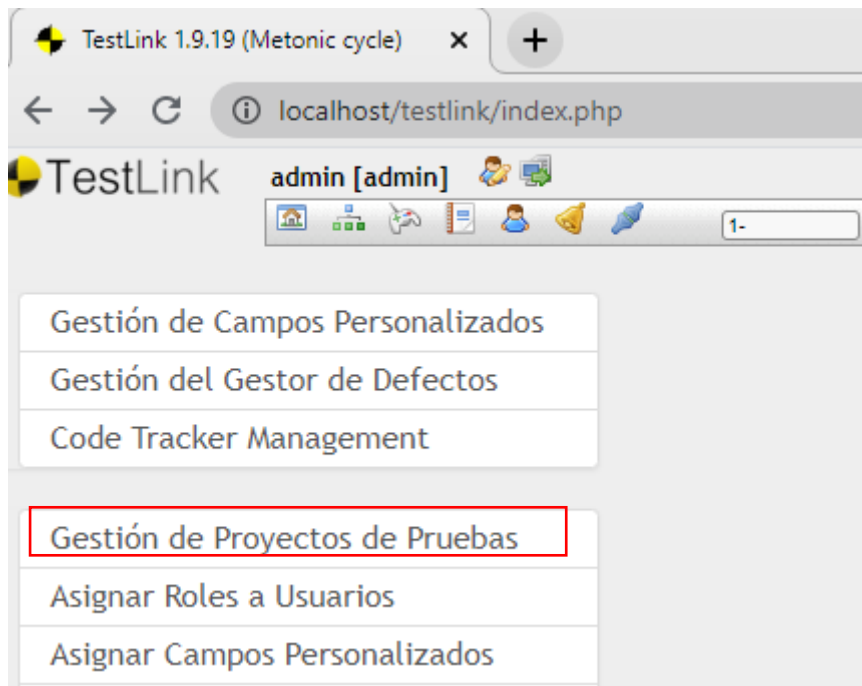 TestLink 1.9.19 (Metonic cycle)
localhost/testlink/index.php
TestLink admin [admin]
1-
Gestión de Campos Personalizados
Gestión del Gestor de Defectos
Code Tracker Management
Gestión de Proyectos de Pruebas
Asignar Roles a Usuarios
Asignar Campos Personalizados